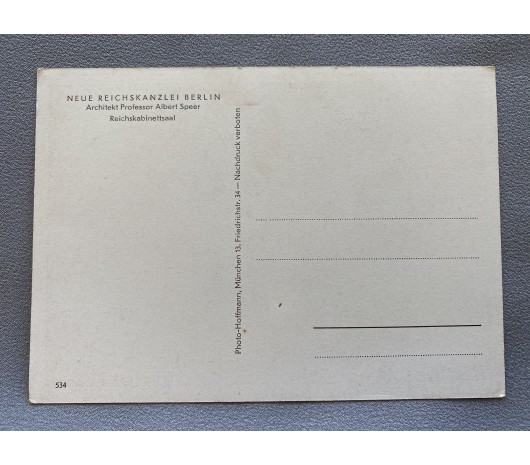 NEUE REICHSKANZLEI BERLIN
Architekt Professor Albert Speer
Reichskabinettsaal
Photo-Hoffmann, München 13, Friedrichstr. 34 — Nachdruck verboten
534